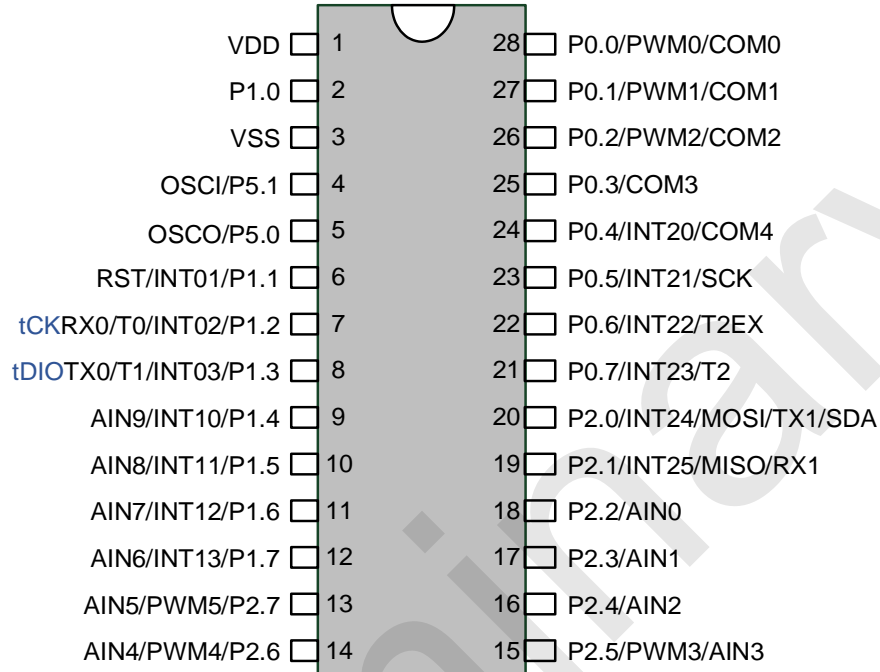 VDD 1 28 P0.0/PWM0/COM0
P1.0 2 27 P0.1/PWM1/COM1
VSS 3 26 P0.2/PWM2/COM2
OSCI/P5.1 4 25 P0.3/COM3
OSCO/P5.0 5 24 P0.4/INT20/COM4
RST/INT01/P1.1 6 23 P0.5/INT21/SCK
tCKRX0/T0/INT02/P1.2 7 22 P0.6/INT22/T2EX
tDIOTX0/T1/INT03/P1.3 8 21 P0.7/INT23/T2
AIN9/INT10/P1.4 9 20 P2.0/INT24/MOSI/TX1/SDA
AIN8/INT11/P1.5 10 19 P2.1/INT25/MISO/RX1
AIN7/INT12/P1.6 11 18 P2.2/AIN0
AIN6/INT13/P1.7 12 17 P2.3/AIN1
AIN5/PWM5/P2.7 13 16 P2.4/AIN2
AIN4/PWM4/P2.6 14 15 P2.5/PWM3/AIN3